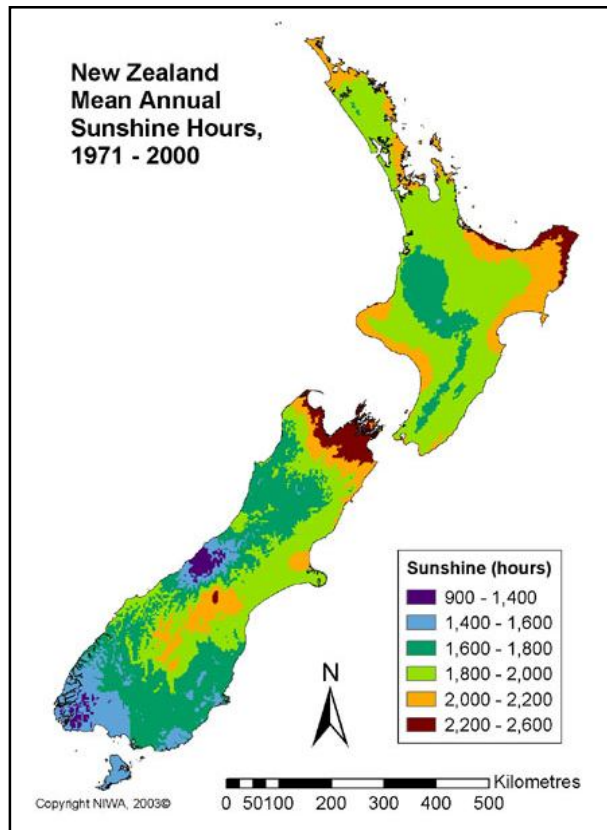 New Zealand
Mean Annual
Sunshine Hours,
1971 - 2000
Sunshine (hours)
900 - 1,400
1,400 - 1,600
1,600 - 1,800
1,800 - 2,000
2,000 - 2,200
2,200 - 2,600
N
Kilometres
0 50100 200 300 400 500
Copyright NIWA, 2003©